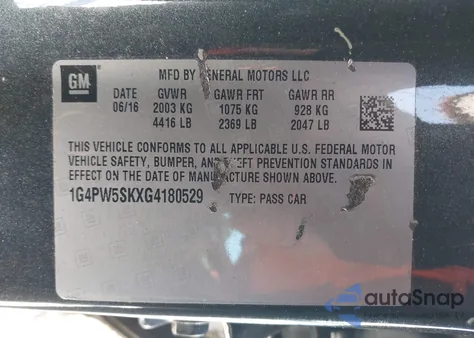 GM
MFD BY GENERAL MOTORS LLC
DATE GVWR GAWR FRT GAWR RR
06/16 2003 KG 1075 KG 928 KG
4416 LB 2369 LB 2047 LB
THIS VEHICLE CONFORMS TO ALL APPLICABLE U.S. FEDERAL MOTOR
VEHICLE SAFETY, BUMPER, AND THEFT PREVENTION STANDARDS IN
EFFECT ON THE DATE OF MANUFACTURE SHOWN ABOVE.
1G4PW5SKXG4180529 TYPE: PASS CAR
autoSnap